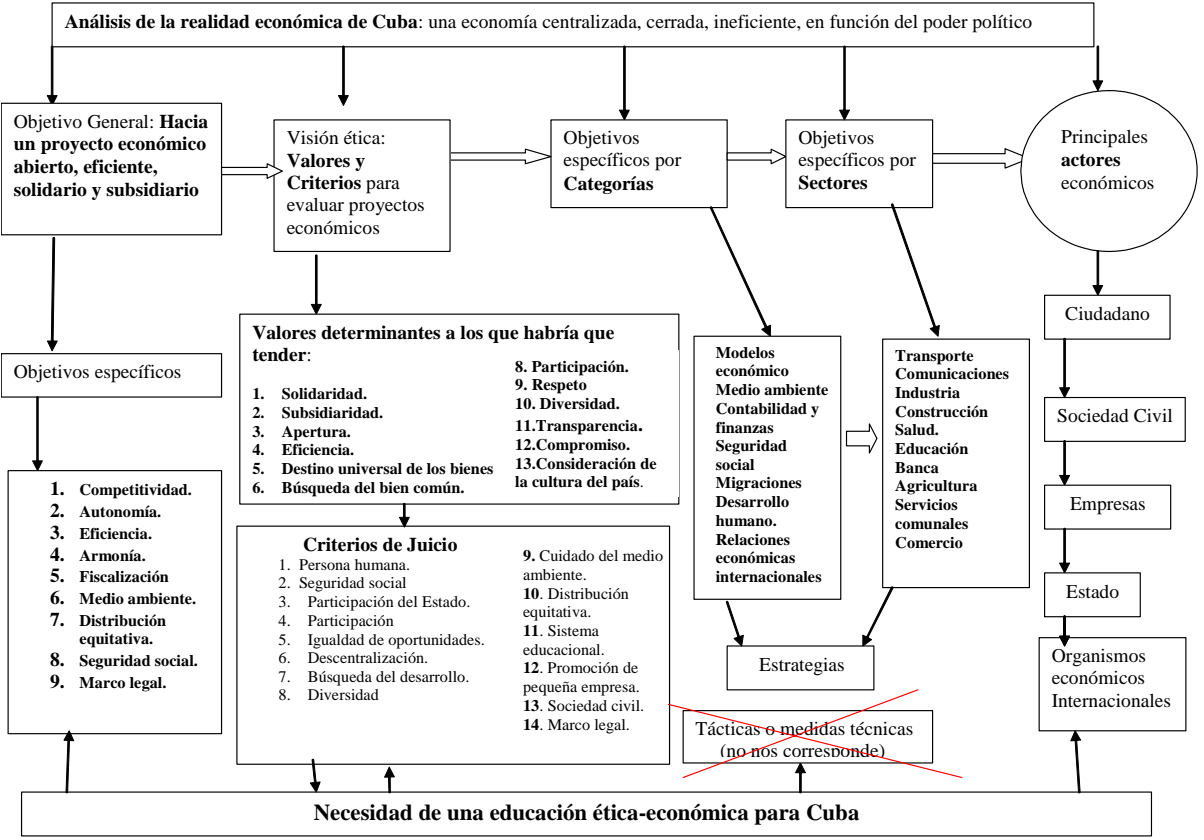 Análisis de la realidad económica de Cuba: una economía centralizada, cerrada, ineficiente, en función del poder político
Objetivo General: Hacia
un proyecto económico
abierto, eficiente,
solidario y subsidiario
Visión ética:
Valores y
Criterios para
evaluar proyectos
económicos
Objetivos
específicos por
Categorías
Objetivos
específicos por
Sectores
Principales
actores
económicos
Objetivos específicos
1. Competitividad.
2. Autonomía.
3. Eficiencia.
4. Armonía.
5. Fiscalización
6. Medio ambiente.
7. Distribución
equitativa.
8. Seguridad social.
9. Marco legal.
Valores determinantes a los que habría que
tender:
1. Solidaridad.
2. Subsidiaridad.
3. Apertura.
4. Eficiencia.
5. Destino universal de los bienes
6. Búsqueda del bien común.
8. Participación.
9. Respeto
10. Diversidad.
11.Transparencia.
12.Compromiso.
13.Consideración de
la cultura del país.
Criterios de Juicio
1. Persona humana.
2. Seguridad social
3. Participación del Estado.
4. Participación
5. Igualdad de oportunidades.
6. Descentralización.
7. Búsqueda del desarrollo.
8. Diversidad
9. Cuidado del medio
ambiente.
10. Distribución
equitativa.
11. Sistema
educacional.
12. Promoción de
pequeña empresa.
13. Sociedad civil.
14. Marco legal.
Modelos
económico
Medio ambiente
Contabilidad y
finanzas
Seguridad
social
Migraciones
Desarrollo
humano.
Relaciones
económicas
internacionales
Transporte
Comunicaciones
Industria
Construcción
Salud.
Educación
Banca
Agricultura
Servicios
comunales
Comercio
Estrategias
Tácticas o medidas técnicas
(no nos corresponde)
Ciudadano
Sociedad Civil
Empresas
Estado
Organismos
económicos
Internacionales
Necesidad de una educación ética-económica para Cuba